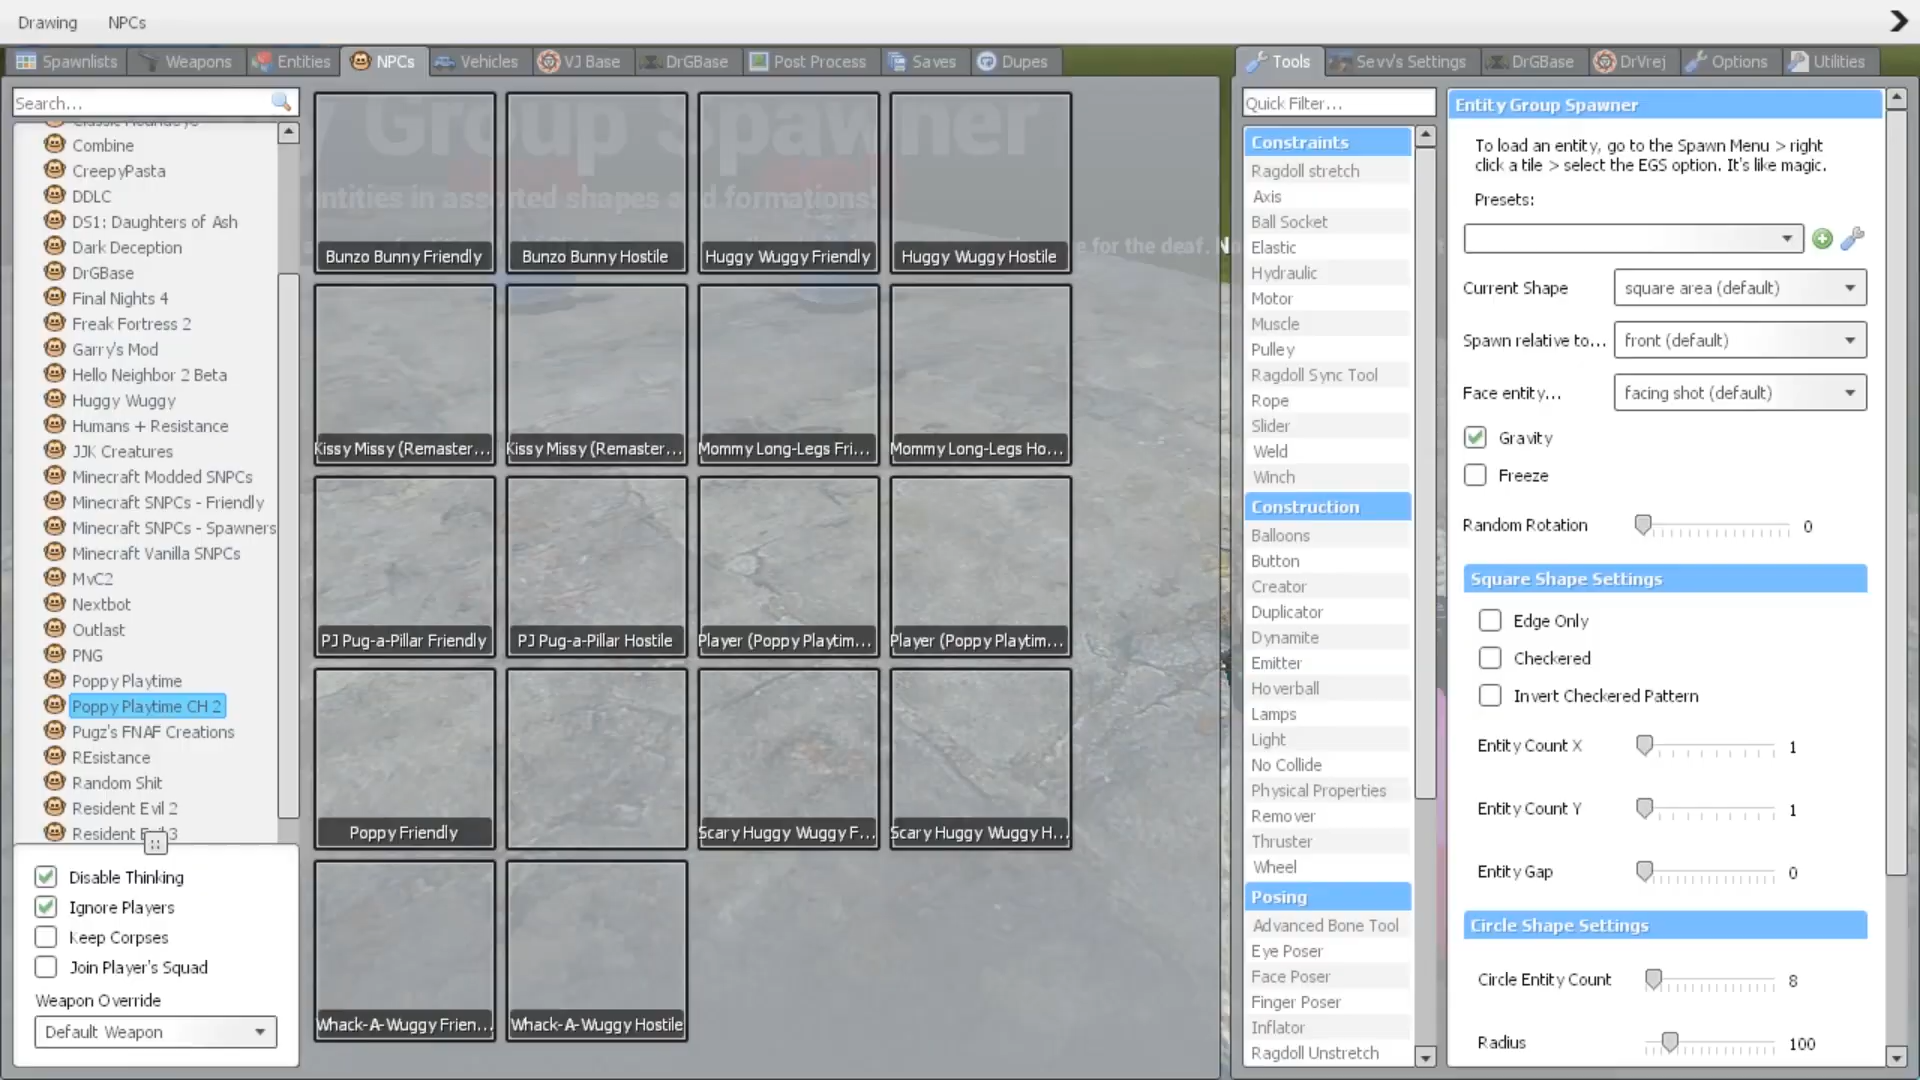 Drawing NPCs
Spawnlists Weapons Entities NPCs Vehicles VJ Base DrGBase Post Process Saves Dupes
Search...
Combine
CreepyPasta
DDLC
DS1: Daughters of Ash
Dark Deception
DrGBase
Final Nights 4
Freak Fortress 2
Garry's Mod
Hello Neighbor 2 Beta
Huggy Wuggy
Humans + Resistance
JJK Creatures
Minecraft Modded SNPCs
Minecraft SNPCs - Friendly
Minecraft SNPCs - Spawners
Minecraft Vanilla SNPCs
MvC2
Nextbot
Outlast
PNG
Poppy Playtime
Poppy Playtime CH 2
Pugz's FNAF Creations
REsistance
Random Shit
Resident Evil 2
Resident Evil 3
Disable Thinking
Ignore Players
Keep Corpses
Join Player's Squad
Weapon Override
Default Weapon
y Group Spawner
entities in assorted shapes and formations!
e for the deaf.
Bunzo Bunny Friendly Bunzo Bunny Hostile Huggy Wuggy Friendly Huggy Wuggy Hostile
Kissy Missy (Remaster... Kissy Missy (Remaster... Mommy Long-Legs Fri... Mommy Long-Legs Ho...
PJ Pug-a-Pillar Friendly PJ Pug-a-Pillar Hostile Player (Poppy Playtim... Player (Poppy Playtim...
Poppy Friendly Scary Huggy Wuggy F... Scary Huggy Wuggy H...
Whack-A-Wuggy Frien... Whack-A-Wuggy Hostile
Tools Sevv's Settings DrGBase DrVrej Options Utilities
Quick Filter...
Constraints
Ragdoll stretch
Axis
Ball Socket
Elastic
Hydraulic
Motor
Muscle
Pulley
Ragdoll Sync Tool
Rope
Slider
Weld
Winch
Construction
Balloons
Button
Creator
Duplicator
Dynamite
Emitter
Hoverball
Lamps
Light
No Collide
Physical Properties
Remover
Thruster
Wheel
Posing
Advanced Bone Tool
Eye Poser
Face Poser
Finger Poser
Inflator
Ragdoll Unstretch
Entity Group Spawner
To load an entity, go to the Spawn Menu > right
click a tile > select the EGS option. It's like magic.
Presets:
Current Shape square area (default)
Spawn relative to... front (default)
Face entity... facing shot (default)
Gravity
Freeze
Random Rotation 0
Square Shape Settings
Edge Only
Checkered
Invert Checkered Pattern
Entity Count X 1
Entity Count Y 1
Entity Gap 0
Circle Shape Settings
Circle Entity Count 8
Radius 100